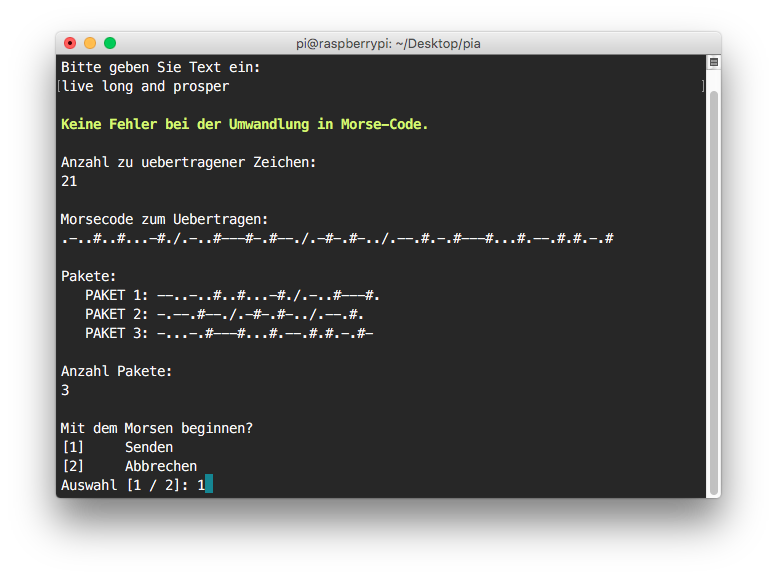 pi@raspberrypi: ~/Desktop/pia
Bitte geben Sie Text ein:
[live long and prosper ]
Keine Fehler bei der Umwandlung in Morse-Code.
Anzahl zu uebertragener Zeichen:
21
Morsecode zum Uebertragen:
.-..#..#...-#./.-..#---#-.#--./.-#-.#-../.--.#.-.#---#...#.--.#.#.-.#
Pakete:
PAKET 1: --..-..#..#...-#./.-..#---#.
PAKET 2: -.--.#--./.-#-.#-../.--.#.
PAKET 3: -...-.#---#...#.--.#.#.-.#-
Anzahl Pakete:
3
Mit dem Morsen beginnen?
[1] Senden
[2] Abbrechen
Auswahl [1 / 2]: 1